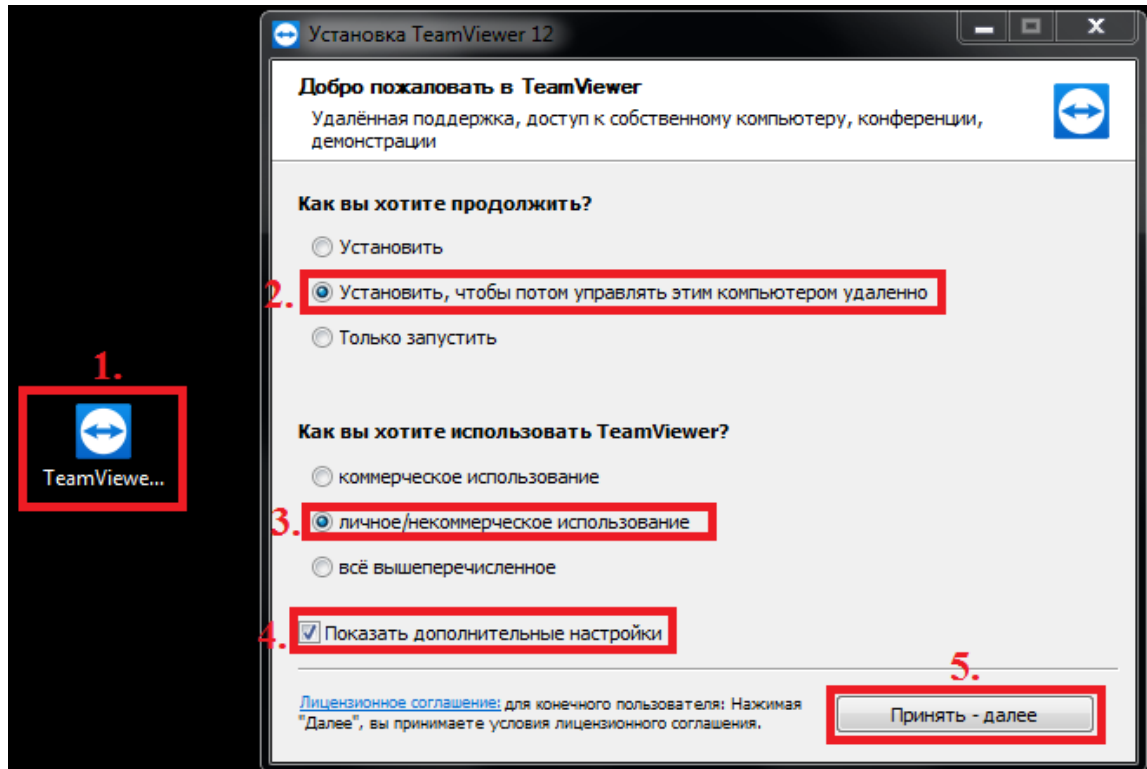 Установка TeamViewer 12
Добро пожаловать в TeamViewer
Удалённая поддержка, доступ к собственному компьютеру, конференции,
демонстрации
Как вы хотите продолжить?
Установить
2.
Установить, чтобы потом управлять этим компьютером удаленно
Только запустить
1.
TeamViewe...
Как вы хотите использовать TeamViewer?
коммерческое использование
3.
личное/некоммерческое использование
всё вышеперечисленное
4.
Показать дополнительные настройки
5.
Лицензионное соглашение: для конечного пользователя: Нажимая
"Далее", вы принимаете условия лицензионного соглашения.
Принять - далее